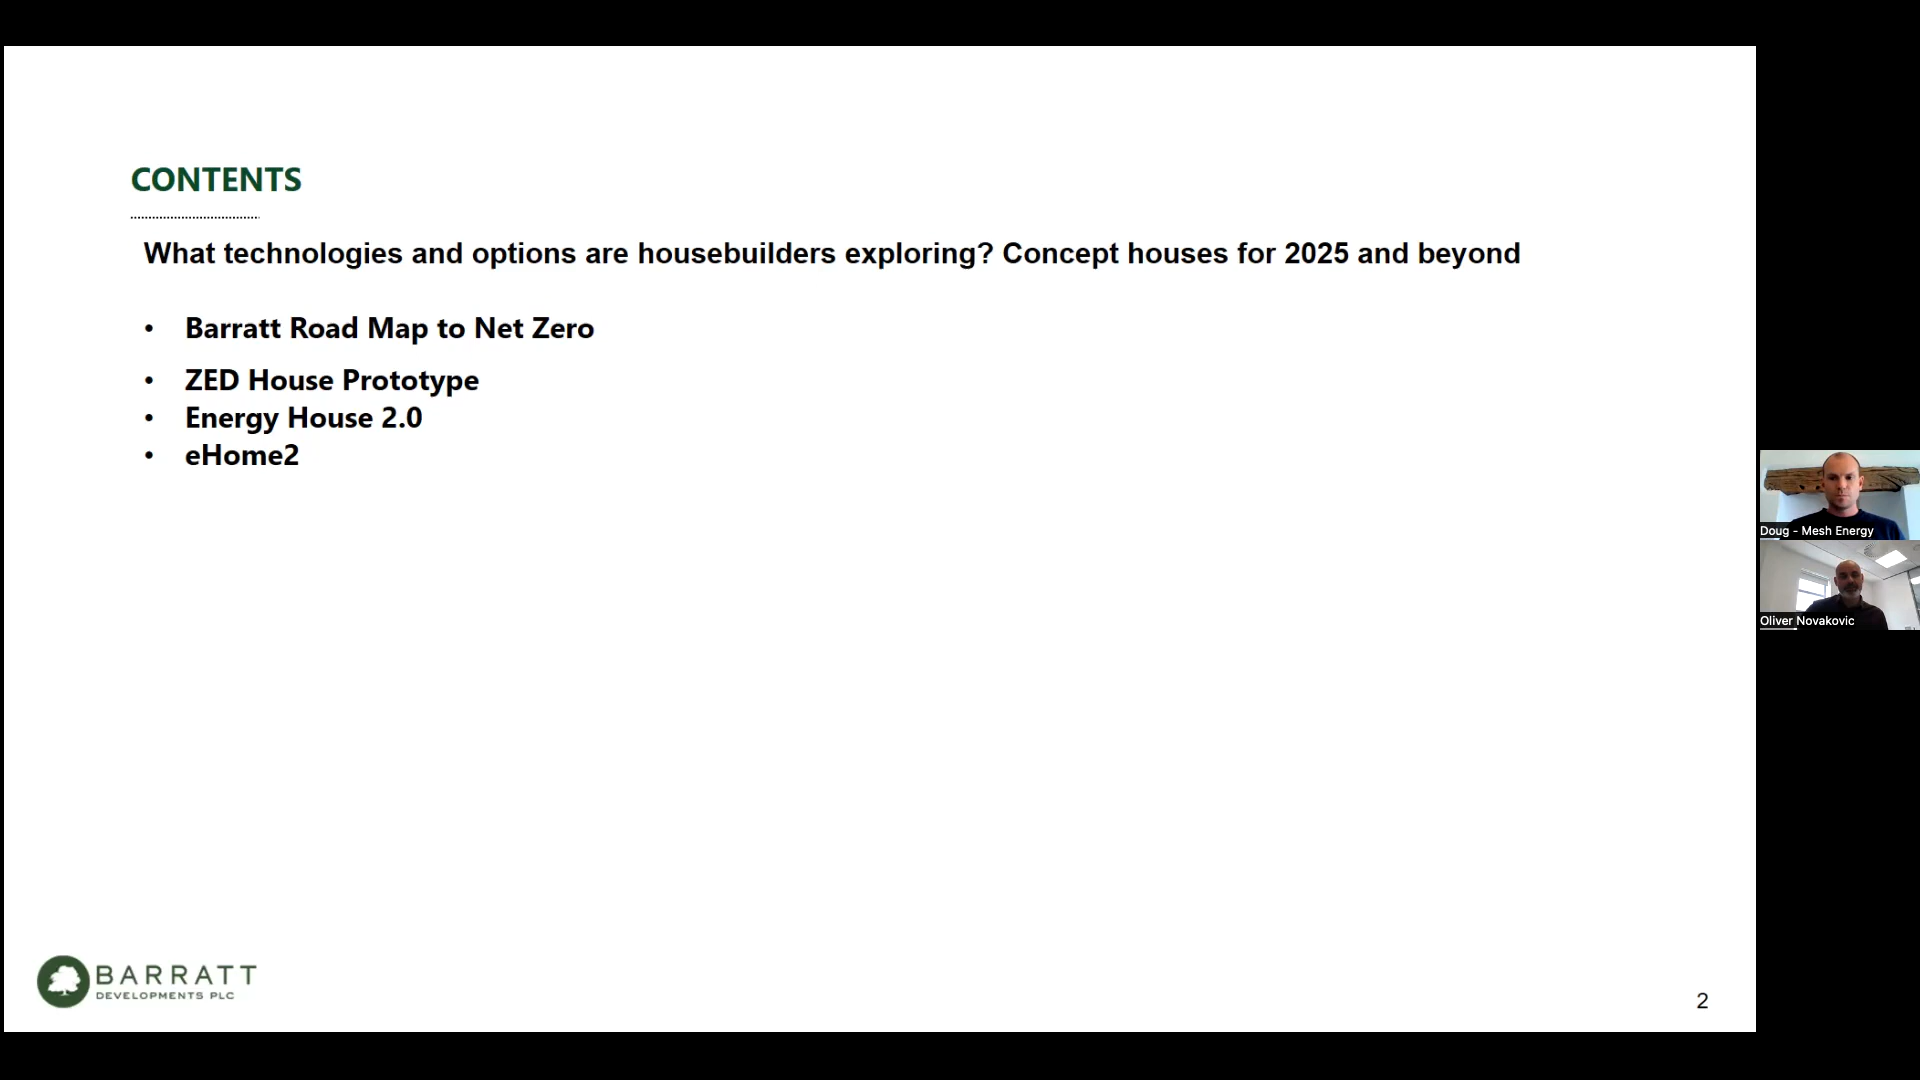 CONTENTS
What technologies and options are housebuilders exploring? Concept houses for 2025 and beyond
• Barratt Road Map to Net Zero
• ZED House Prototype
• Energy House 2.0
• eHome2
Doug - Mesh Energy
Oliver Novakovic
BARRATT
DEVELOPMENTS PLC
2